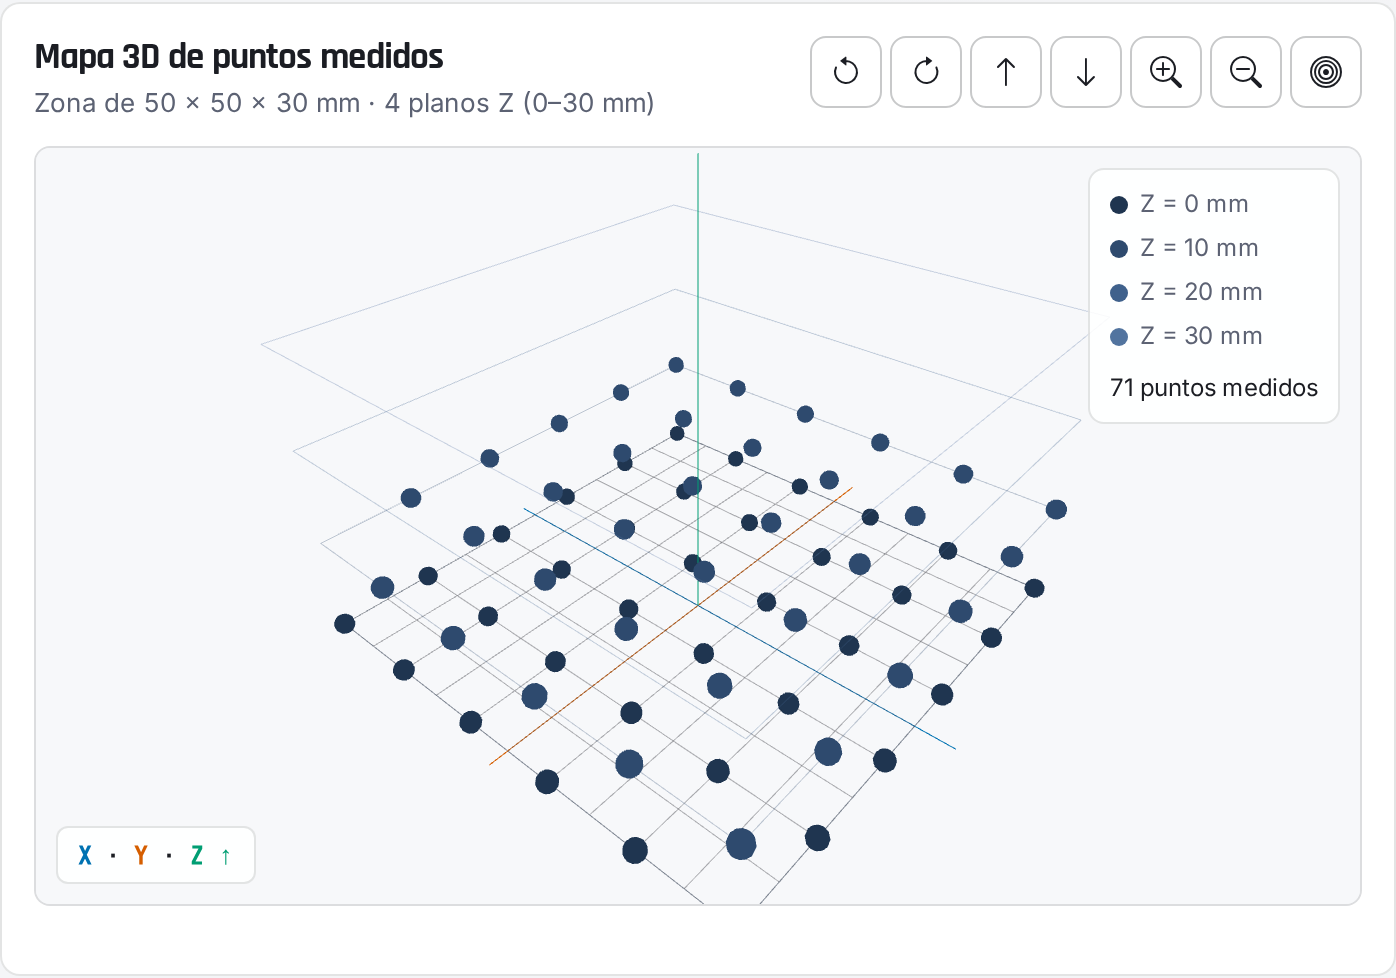 Mapa 3D de puntos medidos
Zona de 50 × 50 × 30 mm · 4 planos Z (0–30 mm)
Z = 0 mm
Z = 10 mm
Z = 20 mm
Z = 30 mm
71 puntos medidos
X · Y · Z ↑